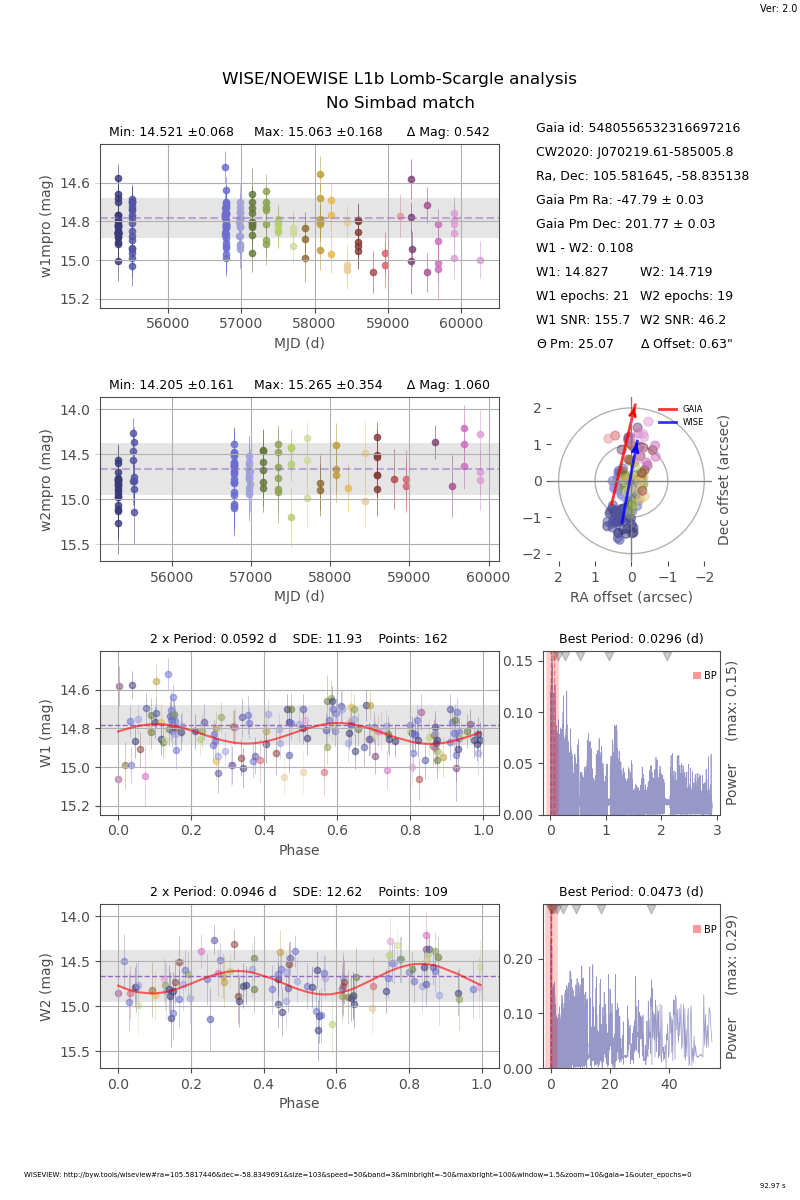 Ver: 2.0
WISE/NOEWISE L1b Lomb-Scargle analysis
No Simbad match
Min: 14.521 ±0.068 Max: 15.063 ±0.168 Δ Mag: 0.542
w1mpro (mag)
14.6
14.8
15.0
15.2
56000 57000 58000 59000 60000
MJD (d)
Gaia id: 5480556532316697216
CW2020: J070219.61-585005.8
Ra, Dec: 105.581645, -58.835138
Gaia Pm Ra: -47.79 ± 0.03
Gaia Pm Dec: 201.77 ± 0.03
W1 - W2: 0.108
W1: 14.827 W2: 14.719
W1 epochs: 21 W2 epochs: 19
W1 SNR: 155.7 W2 SNR: 46.2
Θ Pm: 25.07 Δ Offset: 0.63"
Min: 14.205 ±0.161 Max: 15.265 ±0.354 Δ Mag: 1.060
w2mpro (mag)
14.0
14.5
15.0
15.5
56000 57000 58000 59000 60000
MJD (d)
GAIA
WISE
2
1
0
−1
−2
2 1 0 −1 −2
RA offset (arcsec)
Dec offset (arcsec)
2 x Period: 0.0592 d SDE: 11.93 Points: 162
W1 (mag)
14.6
14.8
15.0
15.2
0.0 0.2 0.4 0.6 0.8 1.0
Phase
Best Period: 0.0296 (d)
BP
0.15
0.10
0.05
0.00
0 1 2 3
Power (max: 0.15)
2 x Period: 0.0946 d SDE: 12.62 Points: 109
W2 (mag)
14.0
14.5
15.0
15.5
0.0 0.2 0.4 0.6 0.8 1.0
Phase
Best Period: 0.0473 (d)
BP
0.20
0.10
0.00
0 20 40
Power (max: 0.29)
WISEVIEW: http://byw.tools/wiseview#ra=105.5817446&dec=-58.8349691&size=103&speed=50&band=3&minbright=-50&maxbright=100&window=1.5&zoom=10&gaia=1&outer_epochs=0
92.97 s